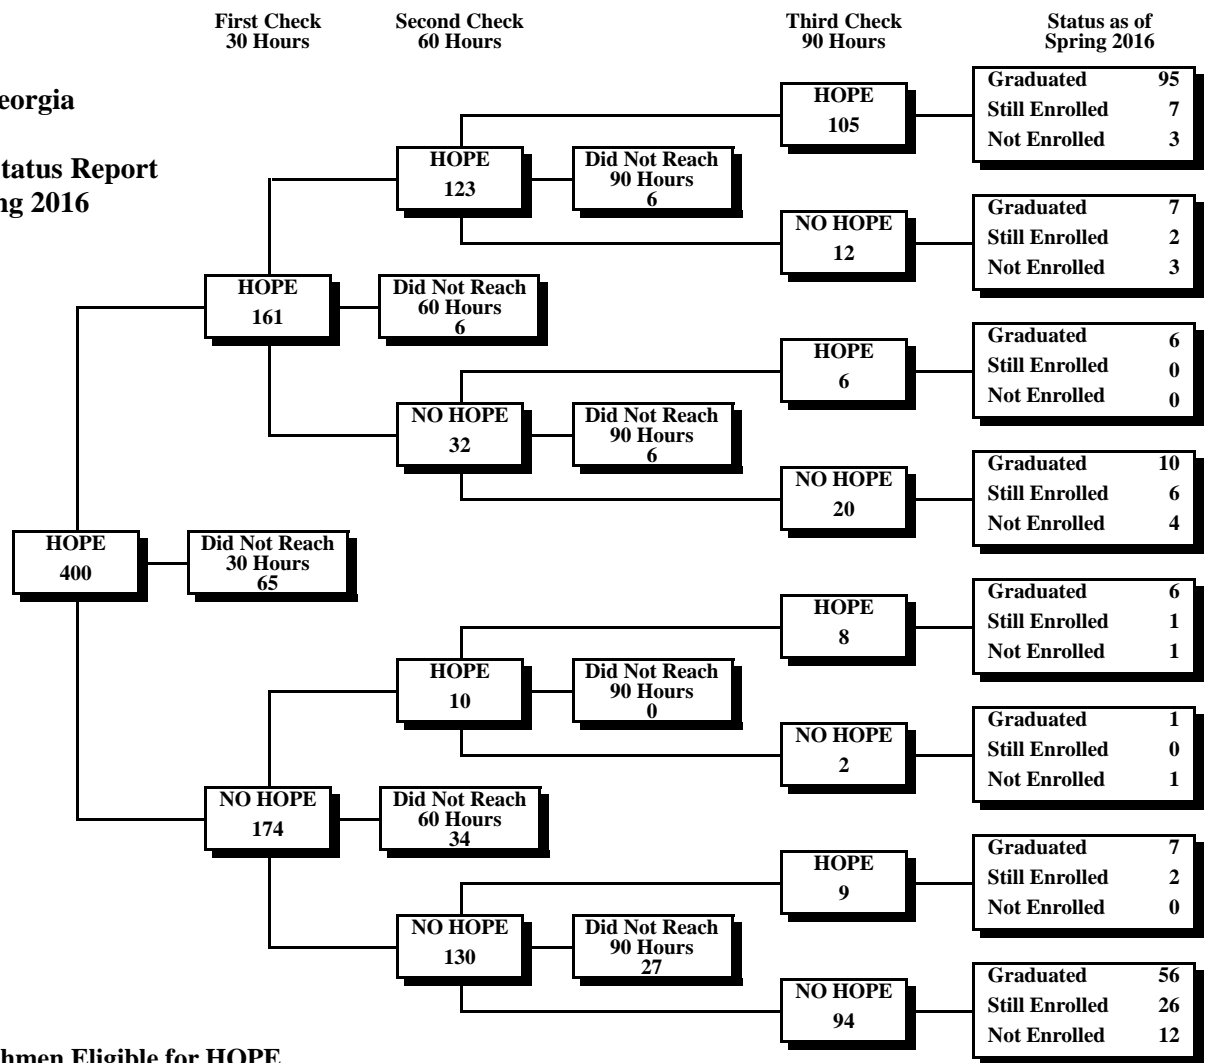 First Check
30 Hours
Second Check
60 Hours
Third Check
90 Hours
Status as of
Spring 2016
eorgia
tatus Report
ng 2016
HOPE
400
Did Not Reach
30 Hours
65
HOPE
161
Did Not Reach
60 Hours
6
HOPE
123
Did Not Reach
90 Hours
6
HOPE
105
Graduated 95
Still Enrolled 7
Not Enrolled 3
NO HOPE
12
Graduated 7
Still Enrolled 2
Not Enrolled 3
NO HOPE
32
Did Not Reach
90 Hours
6
HOPE
6
Graduated 6
Still Enrolled 0
Not Enrolled 0
NO HOPE
20
Graduated 10
Still Enrolled 6
Not Enrolled 4
NO HOPE
174
Did Not Reach
60 Hours
34
HOPE
10
Did Not Reach
90 Hours
0
HOPE
8
Graduated 6
Still Enrolled 1
Not Enrolled 1
NO HOPE
2
Graduated 1
Still Enrolled 0
Not Enrolled 1
NO HOPE
130
Did Not Reach
90 Hours
27
HOPE
9
Graduated 7
Still Enrolled 2
Not Enrolled 0
NO HOPE
94
Graduated 56
Still Enrolled 26
Not Enrolled 12
hmen Eligible for HOPE